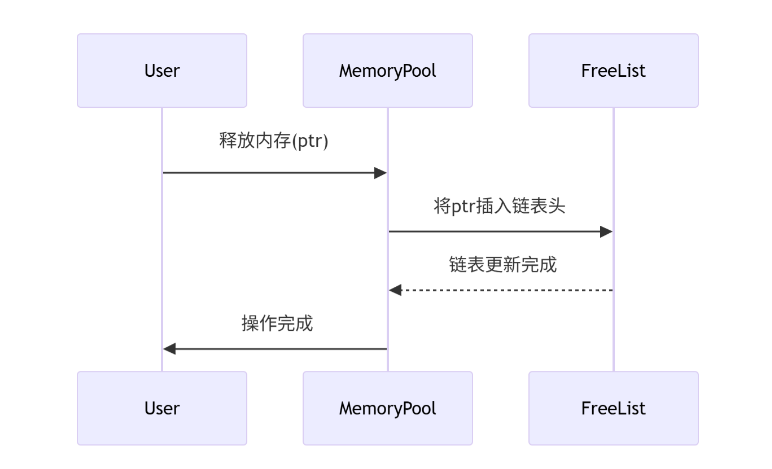 User
MemoryPool
FreeList
释放内存(ptr)
将ptr插入链表头
链表更新完成
操作完成
User
MemoryPool
FreeList